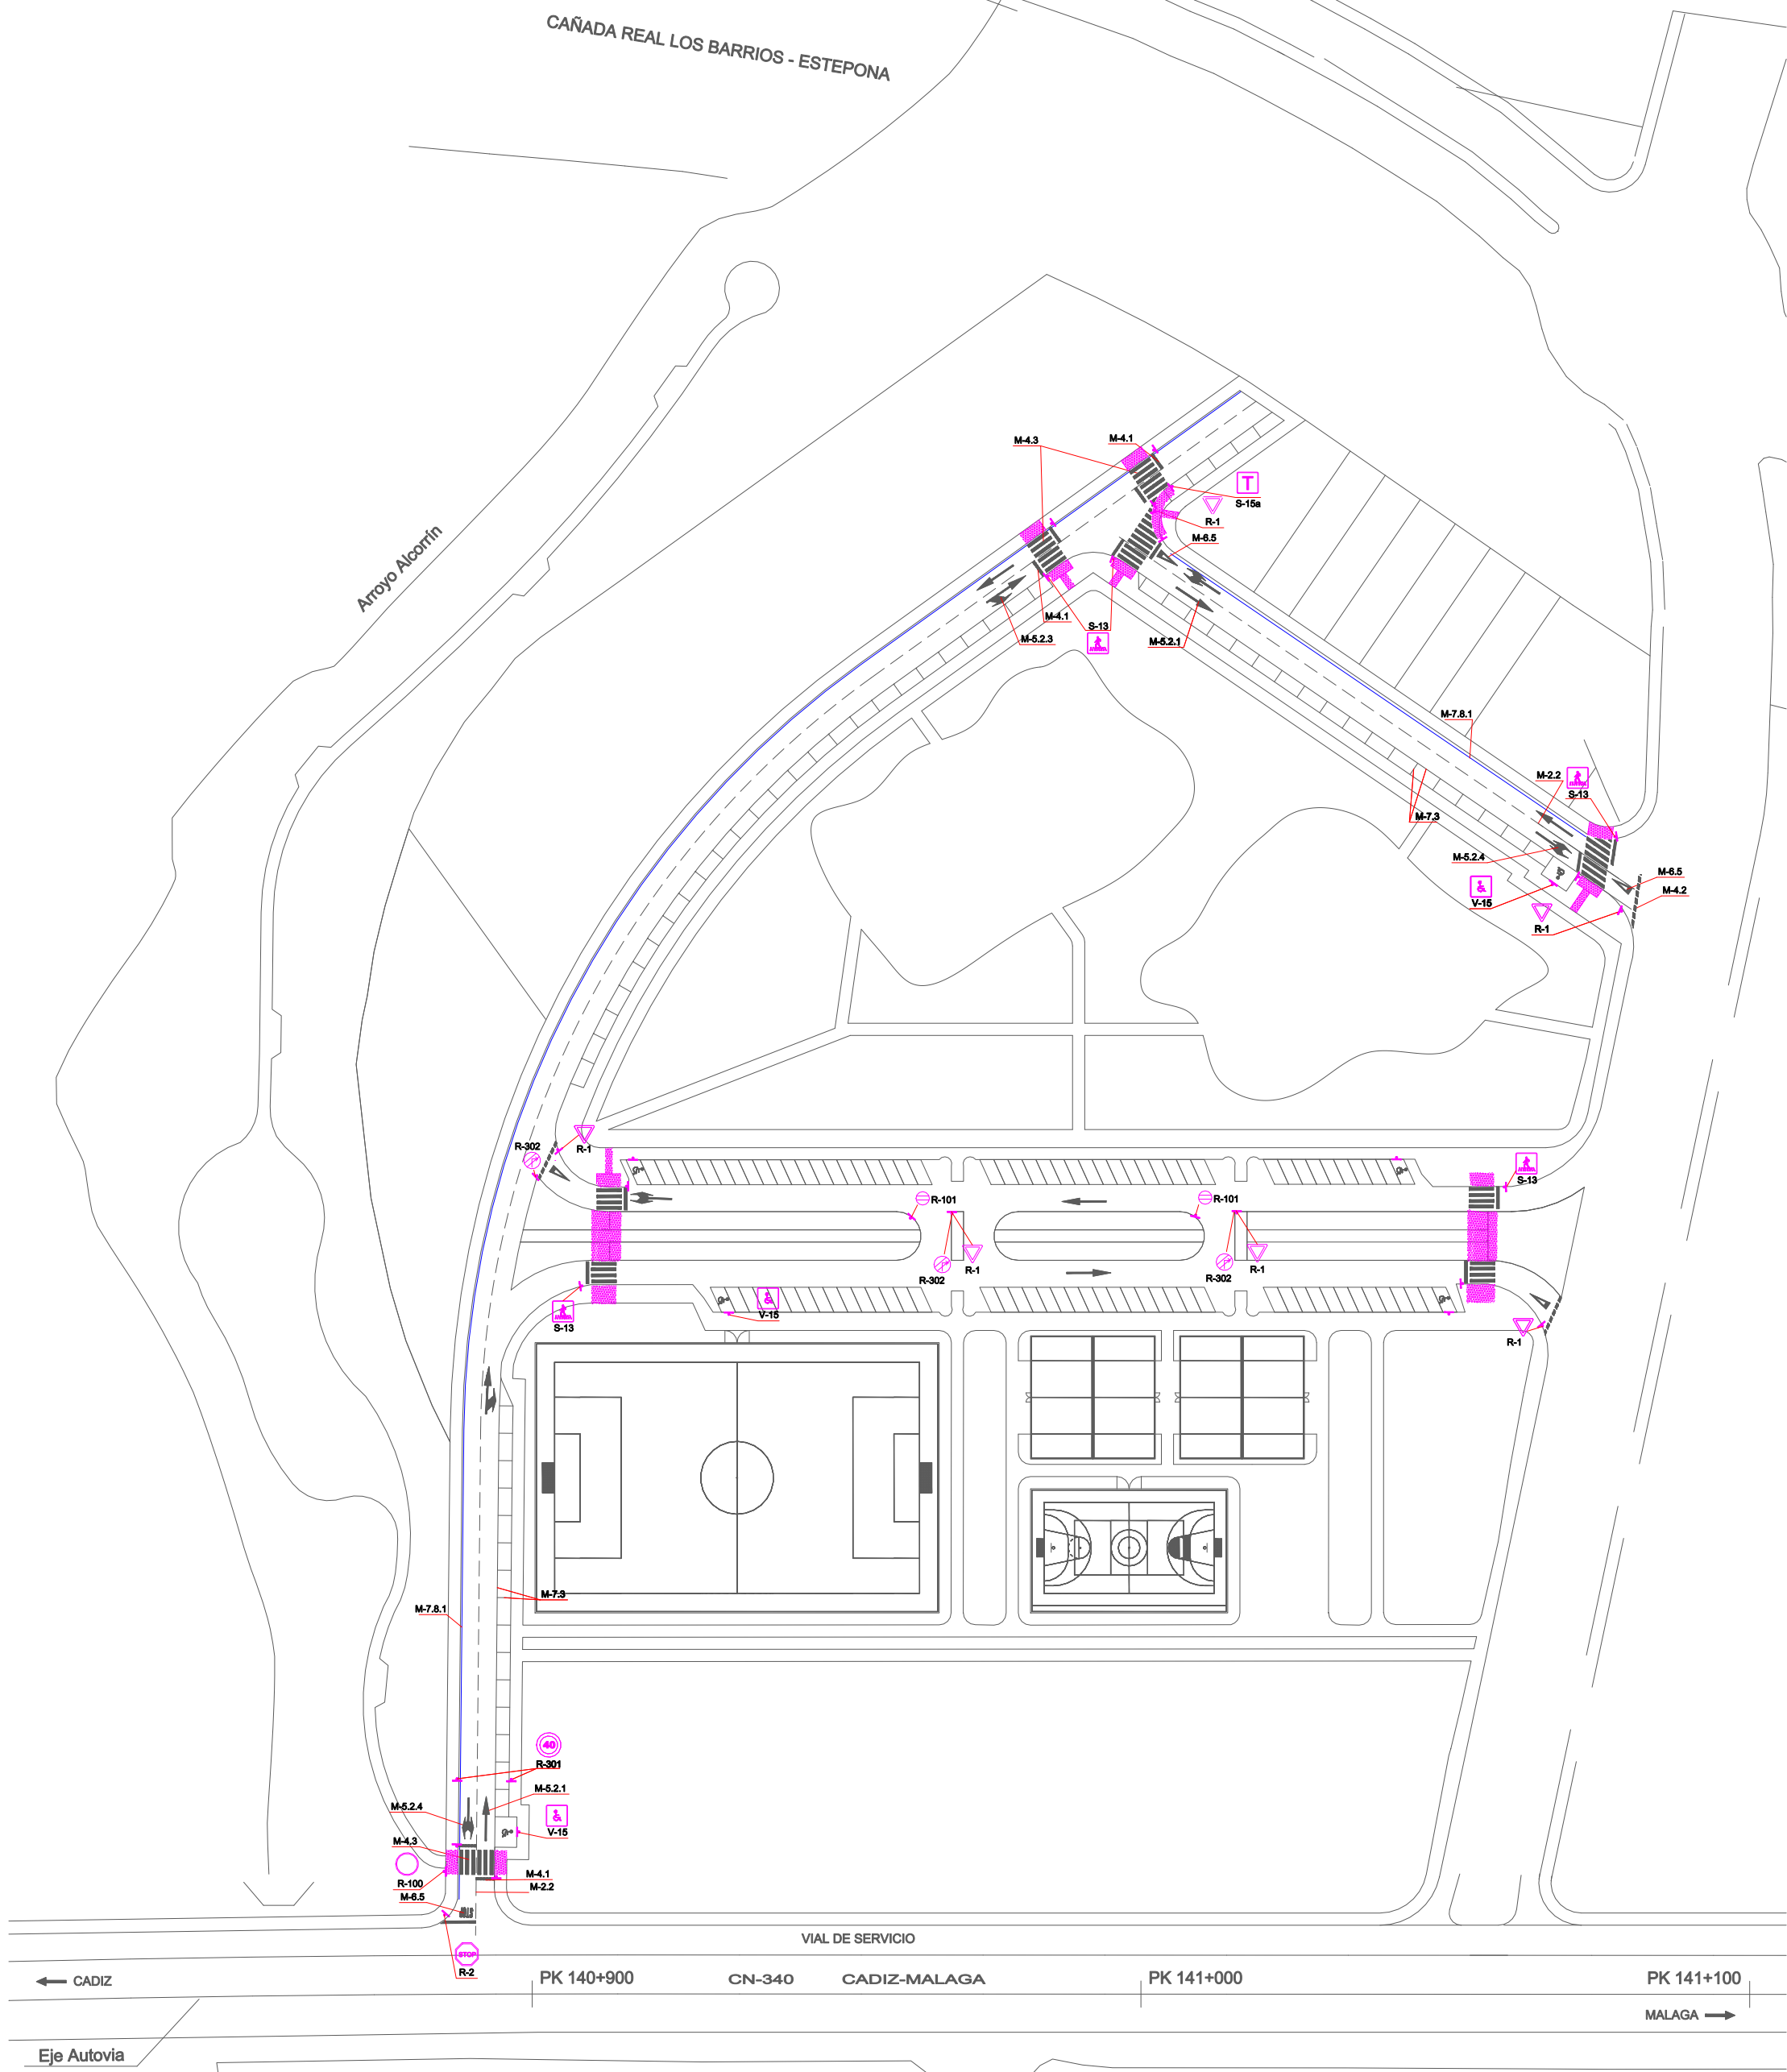 CAÑADA REAL LOS BARRIOS - ESTEPONA
Arroyo Alcorrín
M-4.3
M-4.1
T
S-15a
R-1
M-6.5
M-4.1
S-13
M-5.2.3
M-5.2.1
M-7.8.1
M-2.2
S-13
M-7.3
M-5.2.4
M-6.5
V-15
M-4.2
R-1
R-302
R-1
S-13
R-101
R-101
R-302
R-1
R-302
R-1
V-15
S-13
R-1
M-7.3
M-7.8.1
40
R-301
M-5.2.1
M-5.2.4
V-15
M-4.3
M-4.1
R-100
M-2.2
M-6.5
STOP
STOP
R-2
VIAL DE SERVICIO
CADIZ
PK 140+900
CN-340 CADIZ-MALAGA
PK 141+000
PK 141+100
MALAGA
Eje Autovia